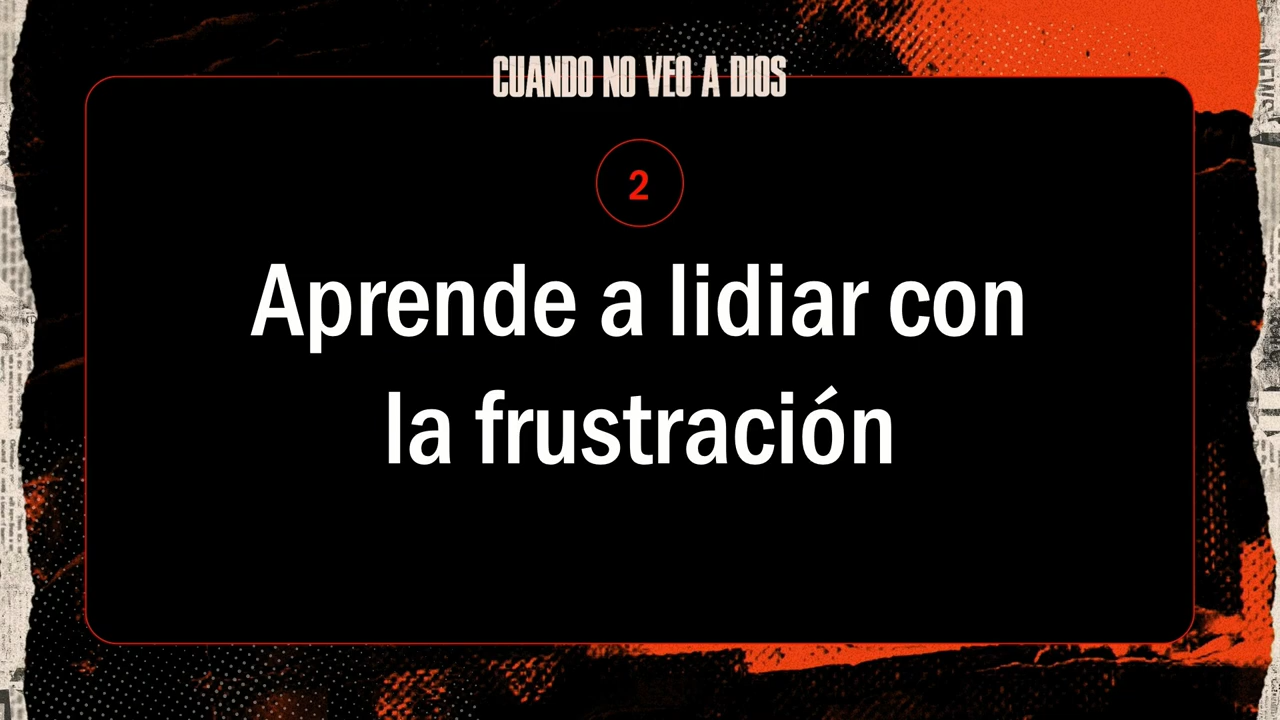 CUANDO NO VEO A DIOS
2
Aprende a lidiar con
la frustración